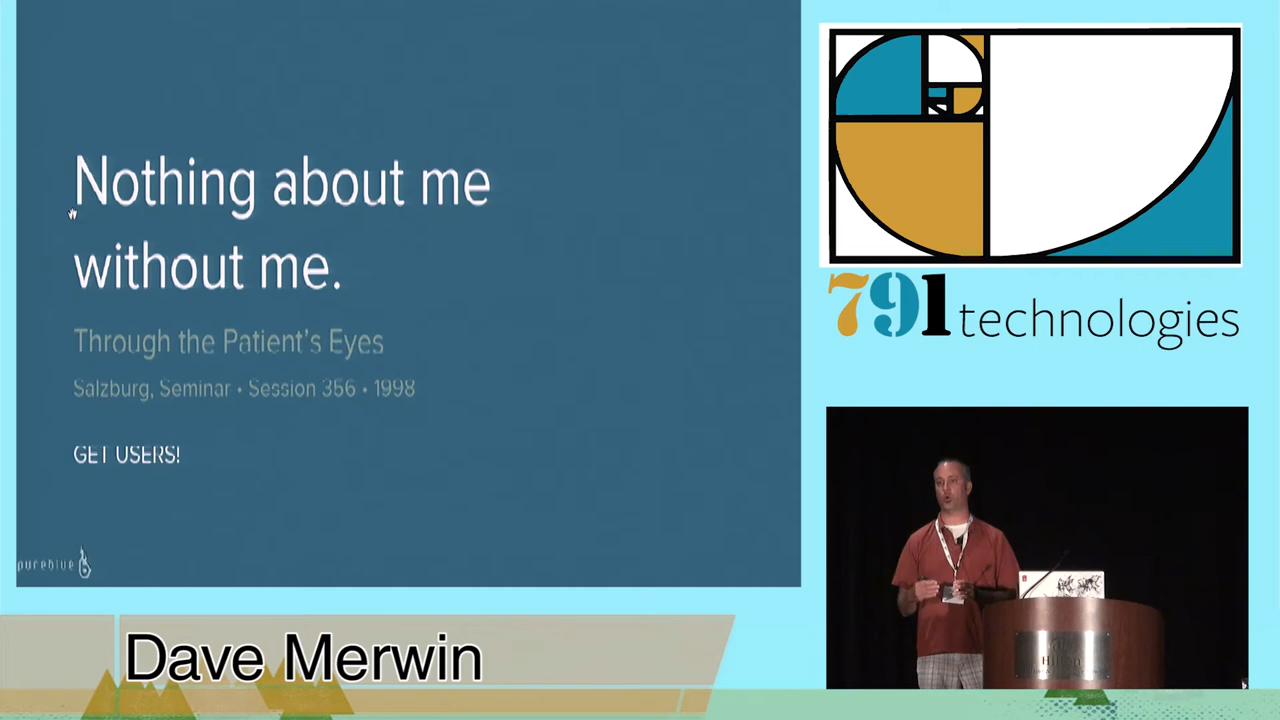 Nothing about me
without me.
Through the Patient's Eyes
Salzburg, Seminar • Session 356 • 1998
GET USERS!
pureblue
Dave Merwin
791 technologies
Hilton